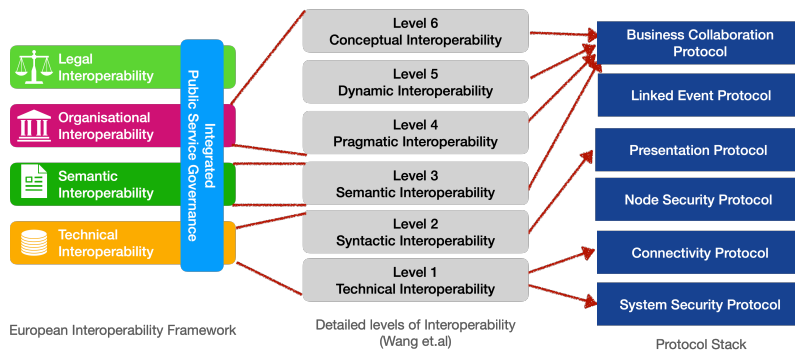 Legal
Interoperability
Organisational
Interoperability
Semantic
Interoperability
Technical
Interoperability
Integrated
Public Service Governance
European Interoperability Framework
Level 6
Conceptual Interoperability
Level 5
Dynamic Interoperability
Level 4
Pragmatic Interoperability
Level 3
Semantic Interoperability
Level 2
Syntactic Interoperability
Level 1
Technical Interoperability
Detailed levels of Interoperability
(Wang et.al)
Business Collaboration
Protocol
Linked Event Protocol
Presentation Protocol
Node Security Protocol
Connectivity Protocol
System Security Protocol
Protocol Stack